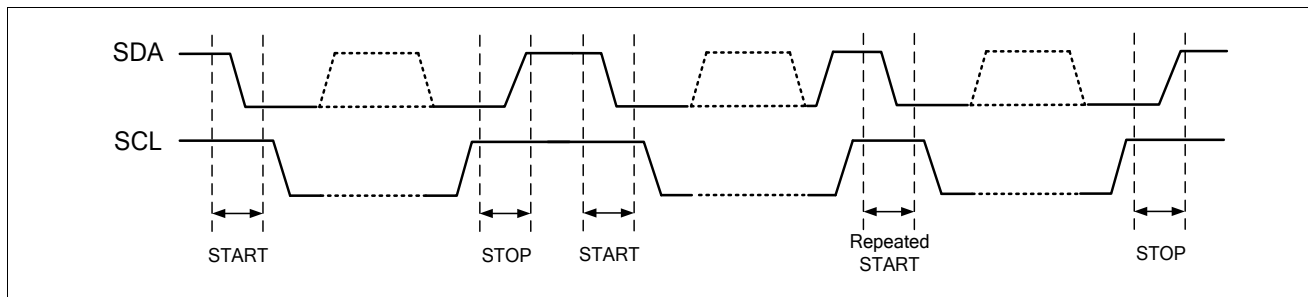 SDA
SCL
START
STOP
START
Repeated
START
STOP